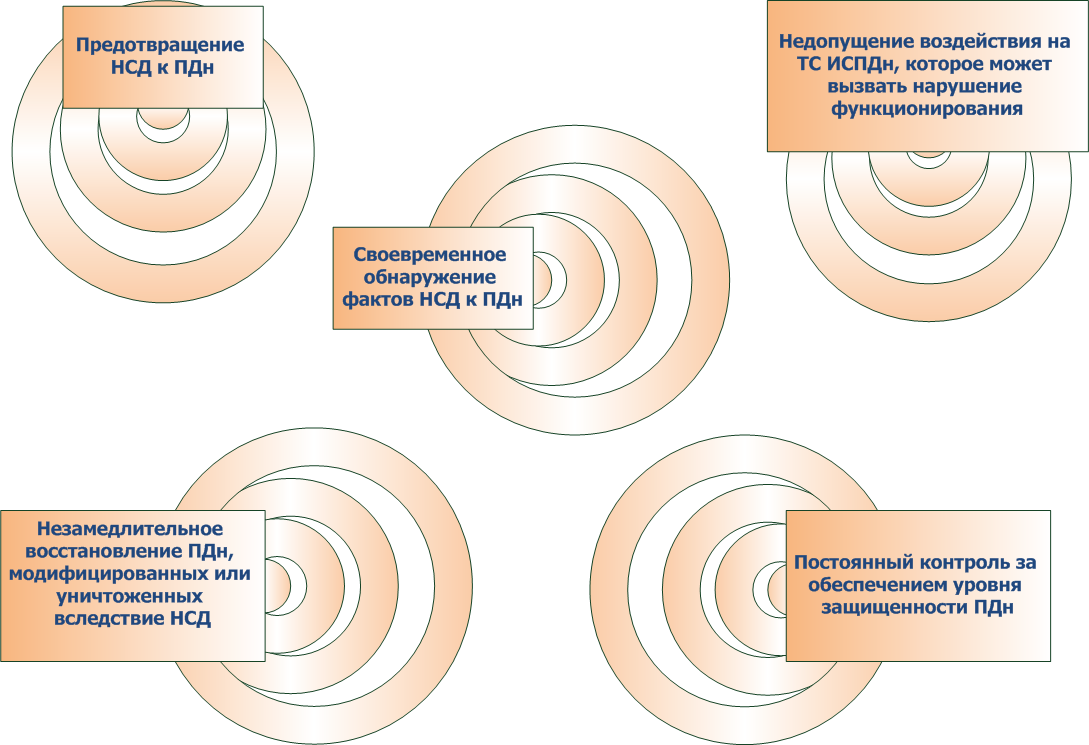 Предотвращение
НСД к ПДн
Недопущение воздействия на
ТС ИСПДн, которое может
вызвать нарушение
функционирования
Своевременное
обнаружение
фактов НСД к ПДн
Незамедлительное
восстановление ПДн,
модифицированных или
уничтоженных
вследствие НСД
Постоянный контроль за
обеспечением уровня
защищенности ПДн